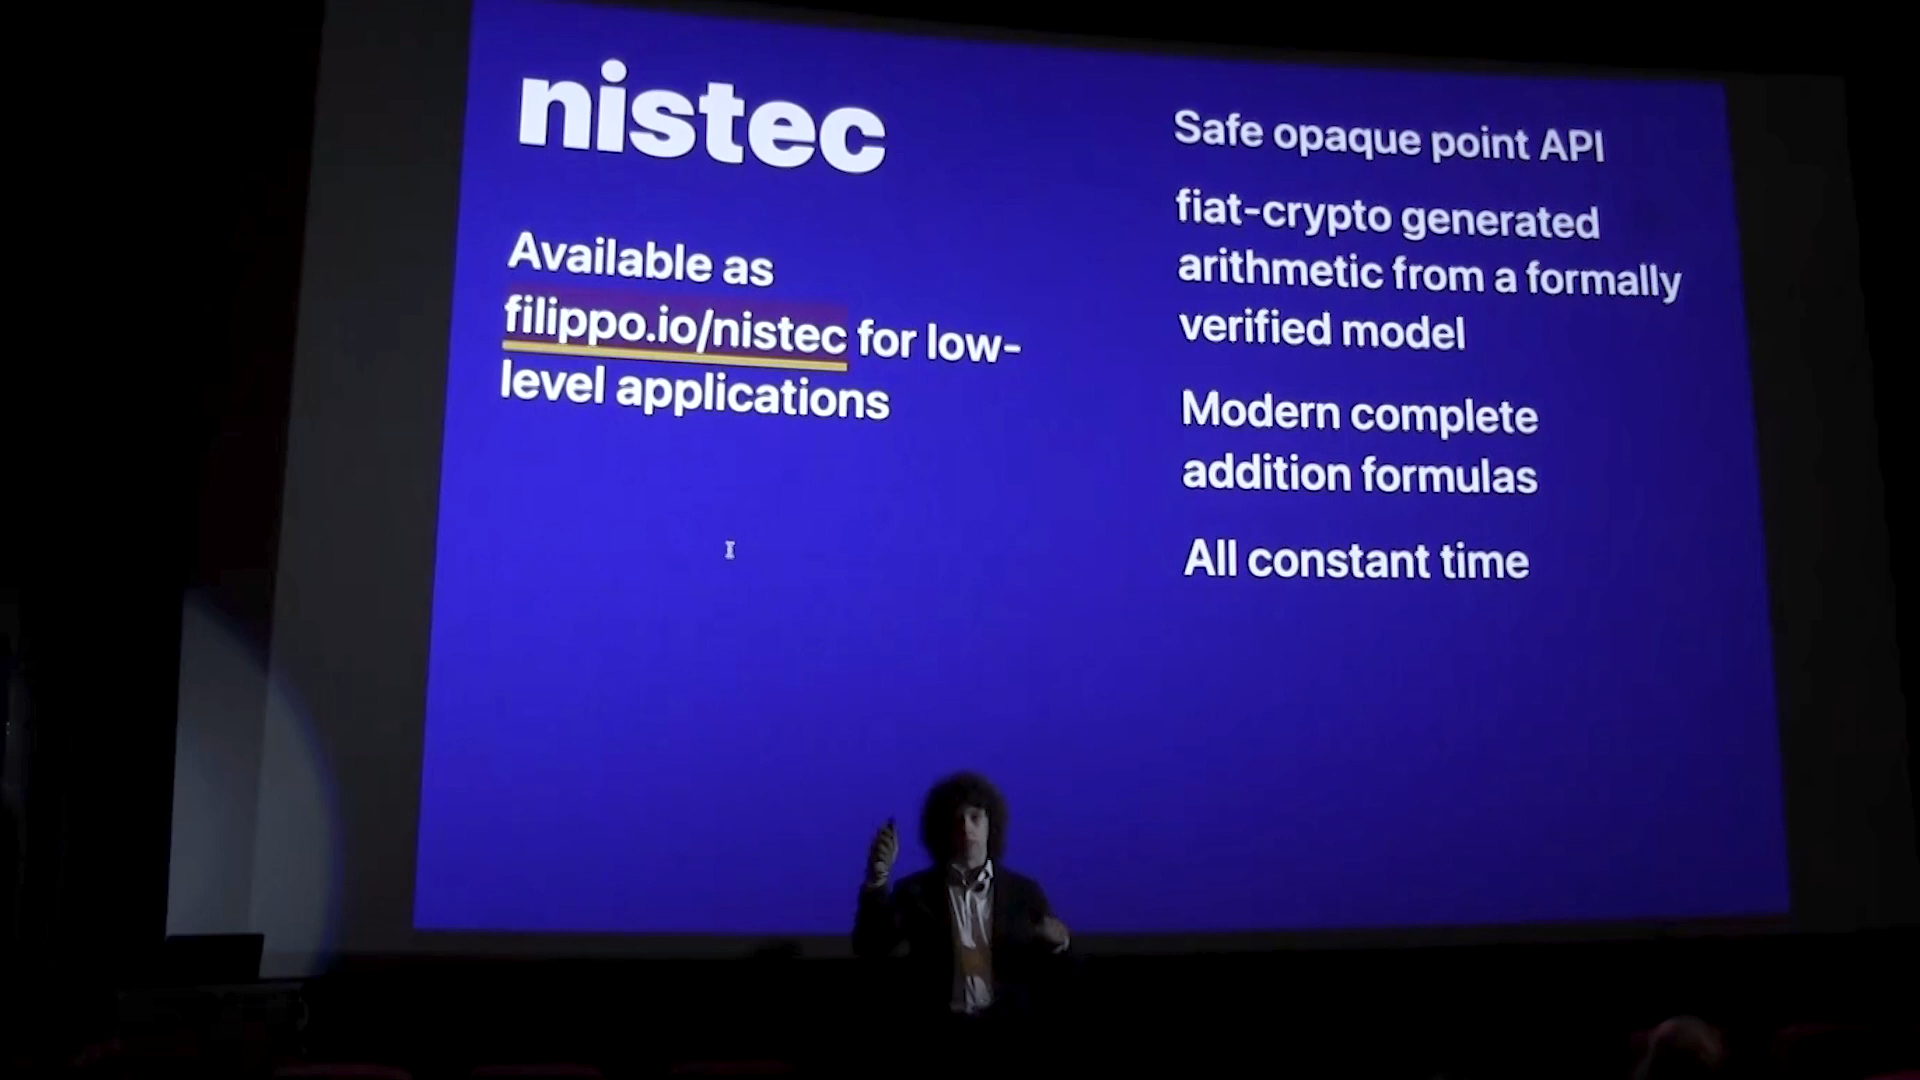 nistec
Available as
filippo.io/nistec for low-
level applications
Safe opaque point API
fiat-crypto generated
arithmetic from a formally
verified model
Modern complete
addition formulas
All constant time